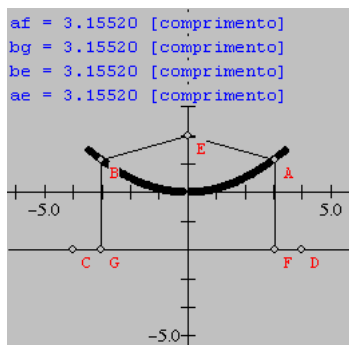 af = 3.15520 [comprimento]
bg = 3.15520 [comprimento]
be = 3.15520 [comprimento]
ae = 3.15520 [comprimento]
E
B
A
-5.0
5.0
C
G
F
D
-5.0